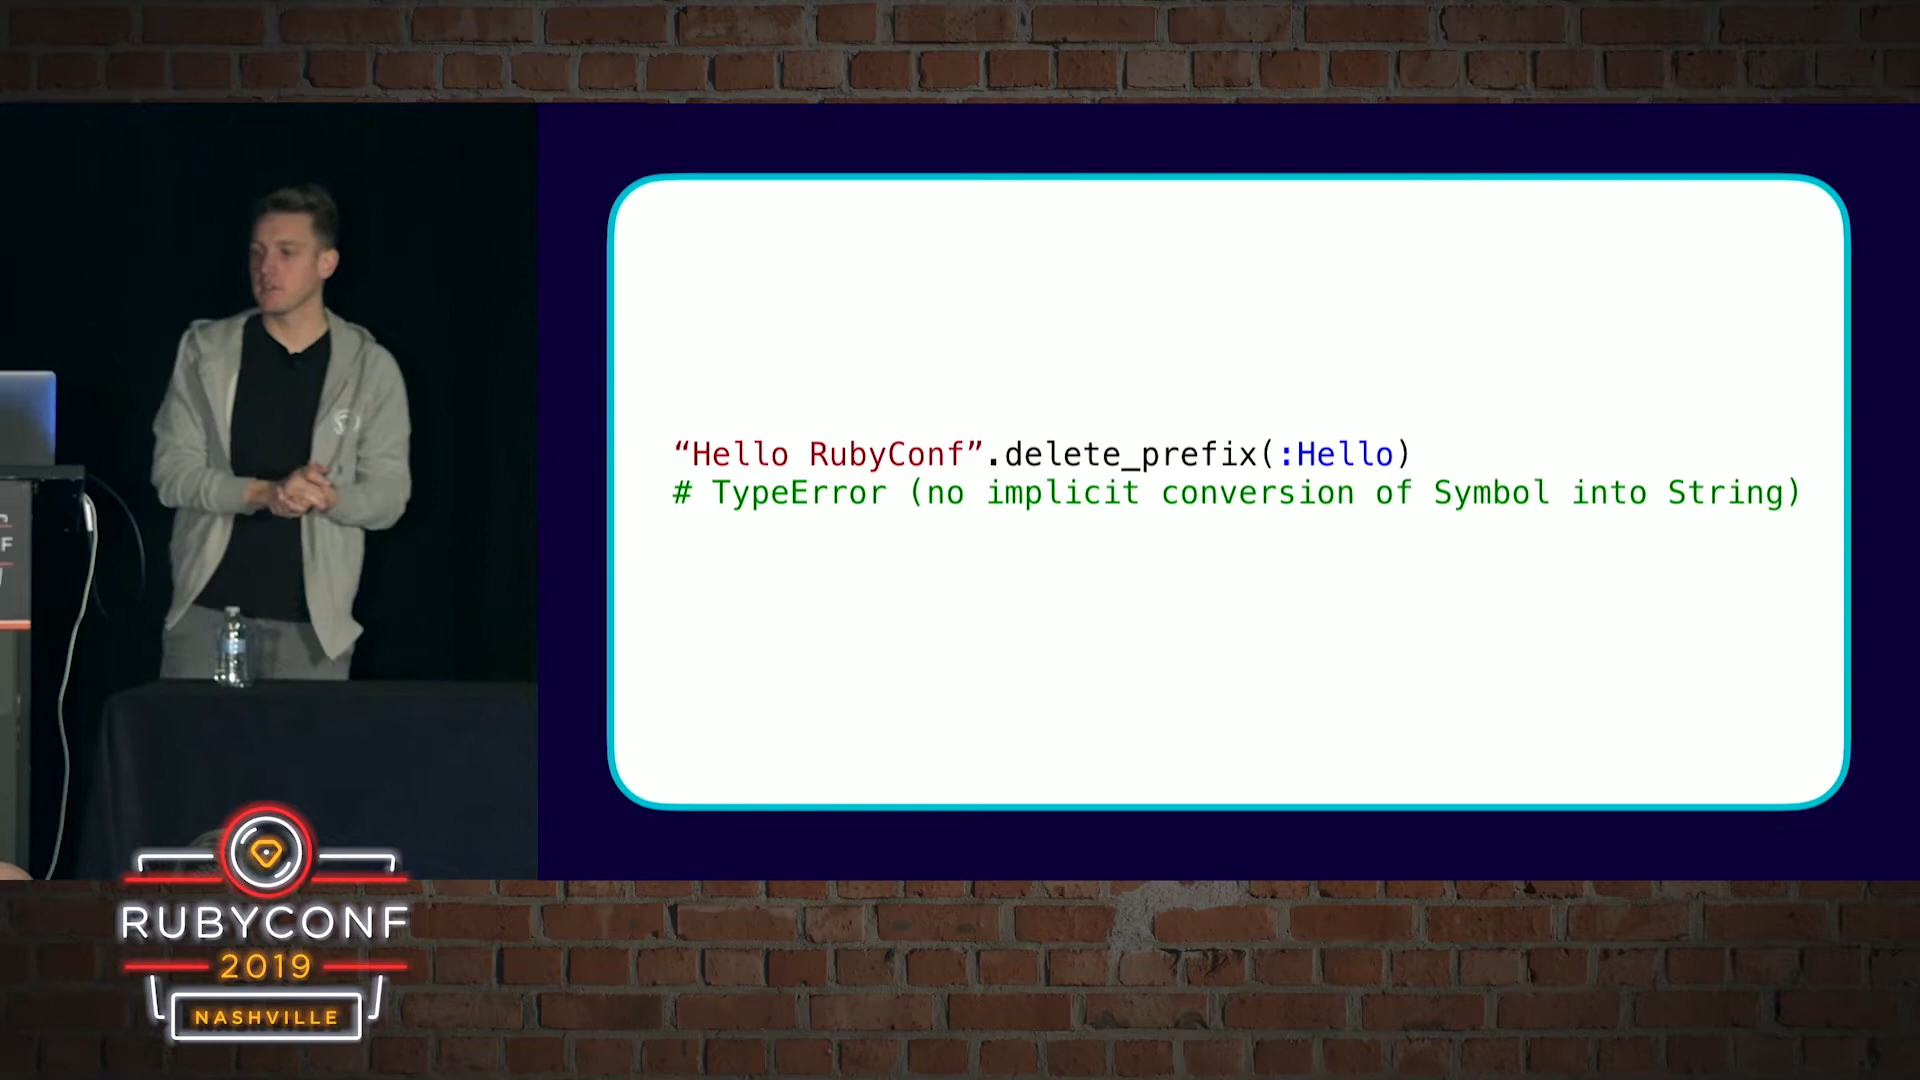 “Hello RubyConf”.delete_prefix(:Hello)
# TypeError (no implicit conversion of Symbol into String)
RUBYCONF
2019
NASHVILLE